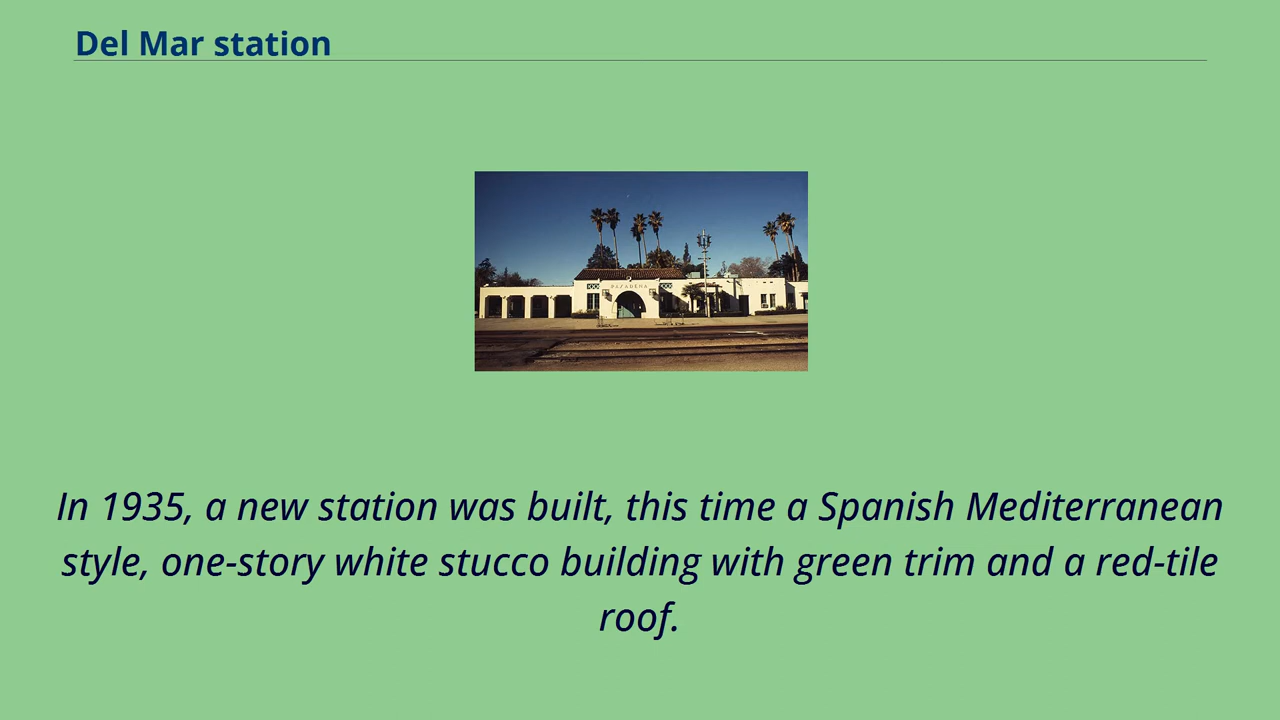 Del Mar station
PASADENA
In 1935, a new station was built, this time a Spanish Mediterranean
style, one-story white stucco building with green trim and a red-tile
roof.